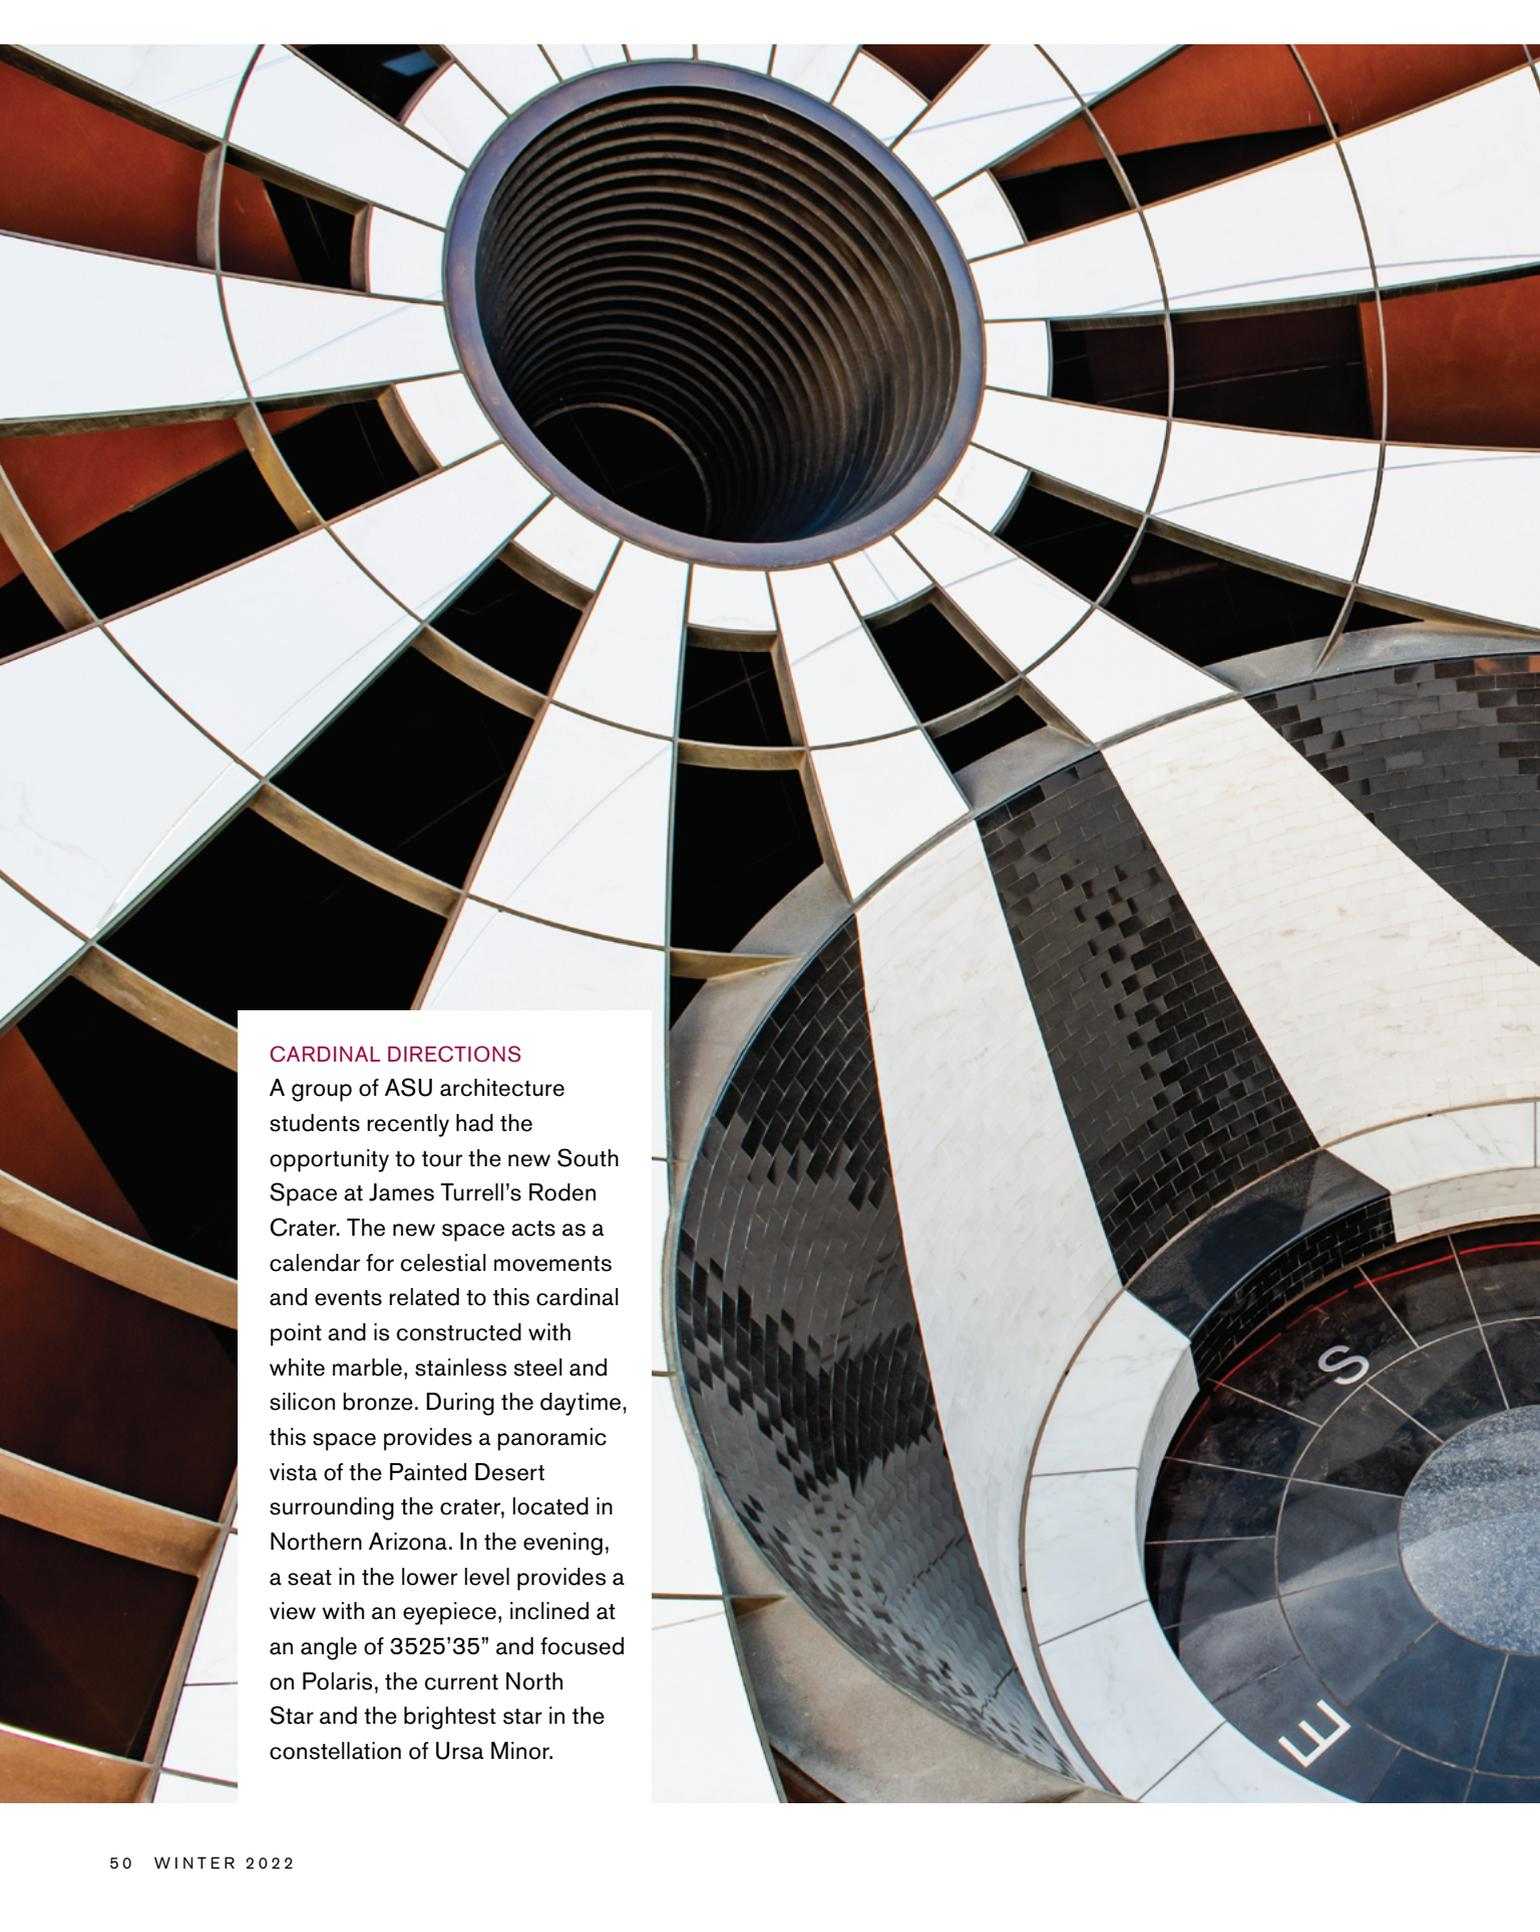 CARDINAL DIRECTIONS
A group of ASU architecture
students recently had the
opportunity to tour the new South
Space at James Turrell’s Roden
Crater. The new space acts as a
calendar for celestial movements
and events related to this cardinal
point and is constructed with
white marble, stainless steel and
silicon bronze. During the daytime,
this space provides a panoramic
vista of the Painted Desert
surrounding the crater, located in
Northern Arizona. In the evening,
a seat in the lower level provides a
view with an eyepiece, inclined at
an angle of 3525’35” and focused
on Polaris, the current North
Star and the brightest star in the
constellation of Ursa Minor.
S
E
50 WINTER 2022